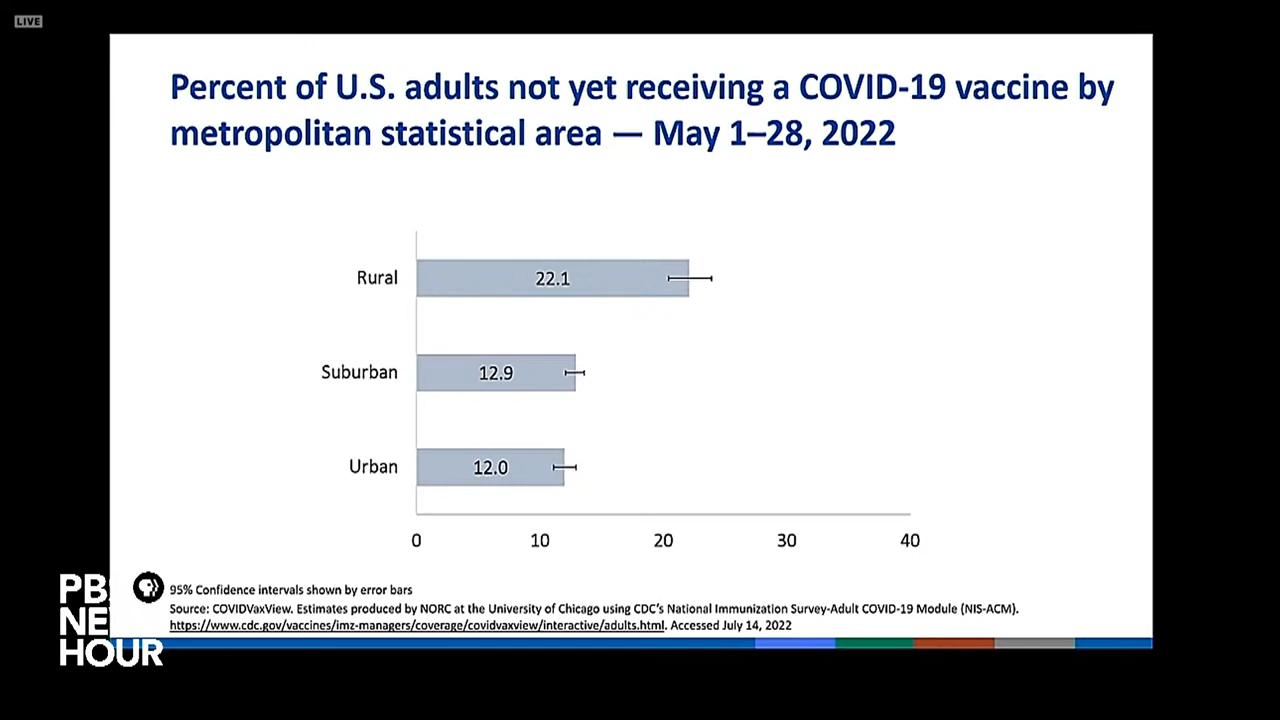 LIVE
Percent of U.S. adults not yet receiving a COVID-19 vaccine by
metropolitan statistical area — May 1–28, 2022
Rural
22.1
Suburban
12.9
Urban
12.0
0 10 20 30 40
95% Confidence intervals shown by error bars
Source: COVIDVaxView. Estimates produced by NORC at the University of Chicago using CDC's National Immunization Survey-Adult COVID-19 Module (NIS-ACM).
https://www.cdc.gov/vaccines/imz-managers/coverage/covidvaxview/interactive/adults.html. Accessed July 14, 2022
PB
NE
HOUR